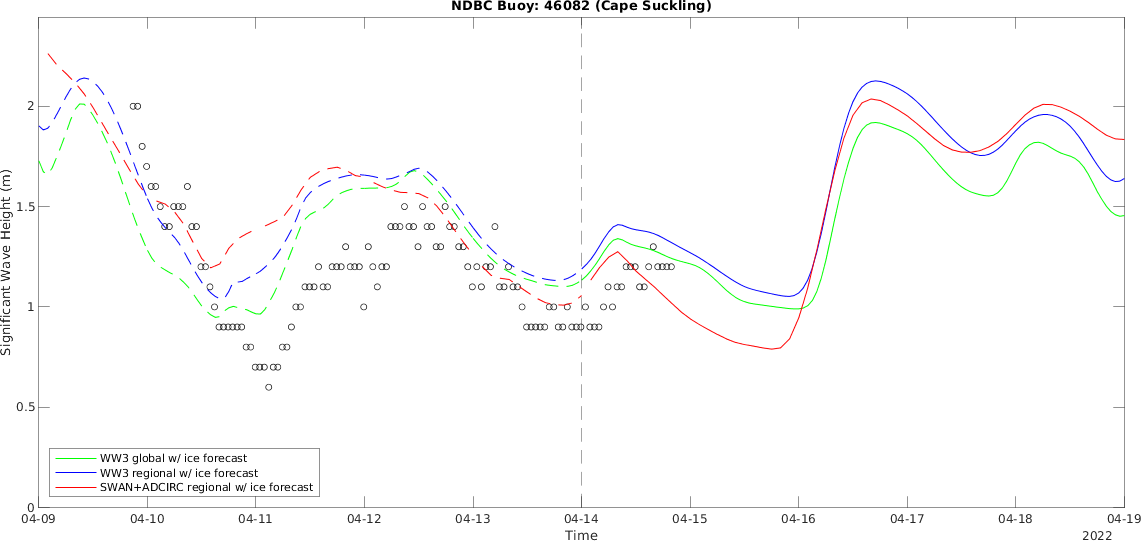 NDBC Buoy: 46082 (Cape Suckling)
Significant Wave Height (m)
2
1.5
1
0.5
0
WW3 global w/ ice forecast
WW3 regional w/ ice forecast
SWAN+ADCIRC regional w/ ice forecast
04-09 04-10 04-11 04-12 04-13 04-14 04-15 04-16 04-17 04-18 04-19
Time
2022